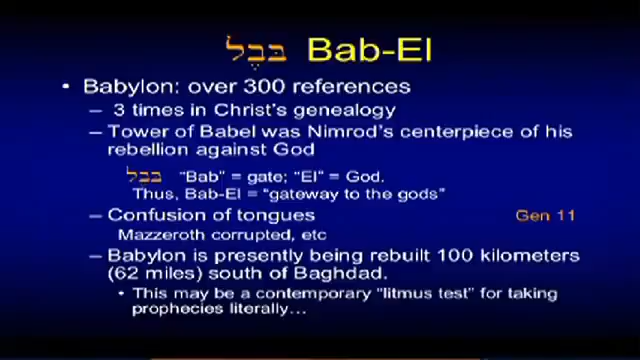 בָּבֶל Bab-El
• Babylon: over 300 references
– 3 times in Christ's genealogy
– Tower of Babel was Nimrod's centerpiece of his
rebellion against God
בָּבֶל "Bab" = gate; "El" = God.
Thus, Bab-El = "gateway to the gods"
– Confusion of tongues Gen 11
Mazzeroth corrupted, etc
– Babylon is presently being rebuilt 100 kilometers
(62 miles) south of Baghdad.
• This may be a contemporary "litmus test" for taking
prophecies literally…